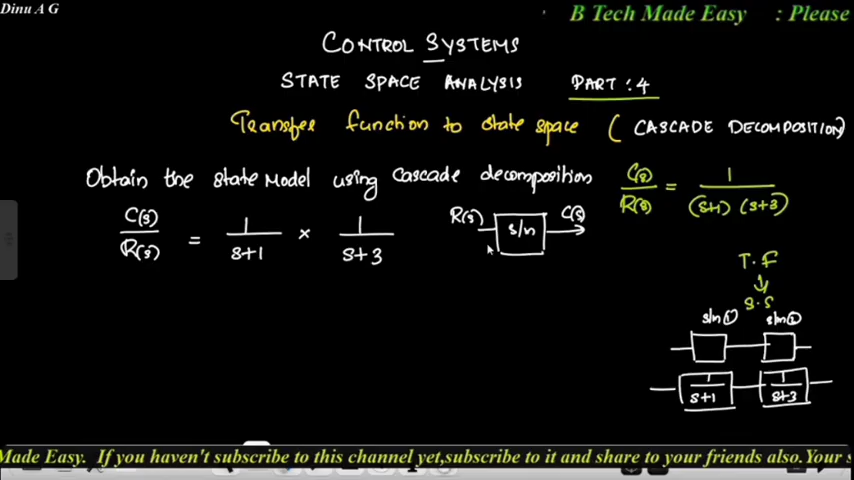 Dinu A G
B Tech Made Easy : Please
CONTROL SYSTEMS
STATE SPACE ANALYSIS PART : 4
Transfer function to state space ( CASCADE DECOMPOSITION)
Obtain the state Model using Cascade decomposition C(s)/R(s) = 1/(s+1) (s+3)
C(s)/R(s) = 1/s+1 × 1/s+3
R(s) s/m C(s)
T.F
↓
S.S
s/m① s/m②
1/s+1 1/s+3
Made Easy. If you haven't subscribe to this channel yet,subscribe to it and share to your friends also.Your s